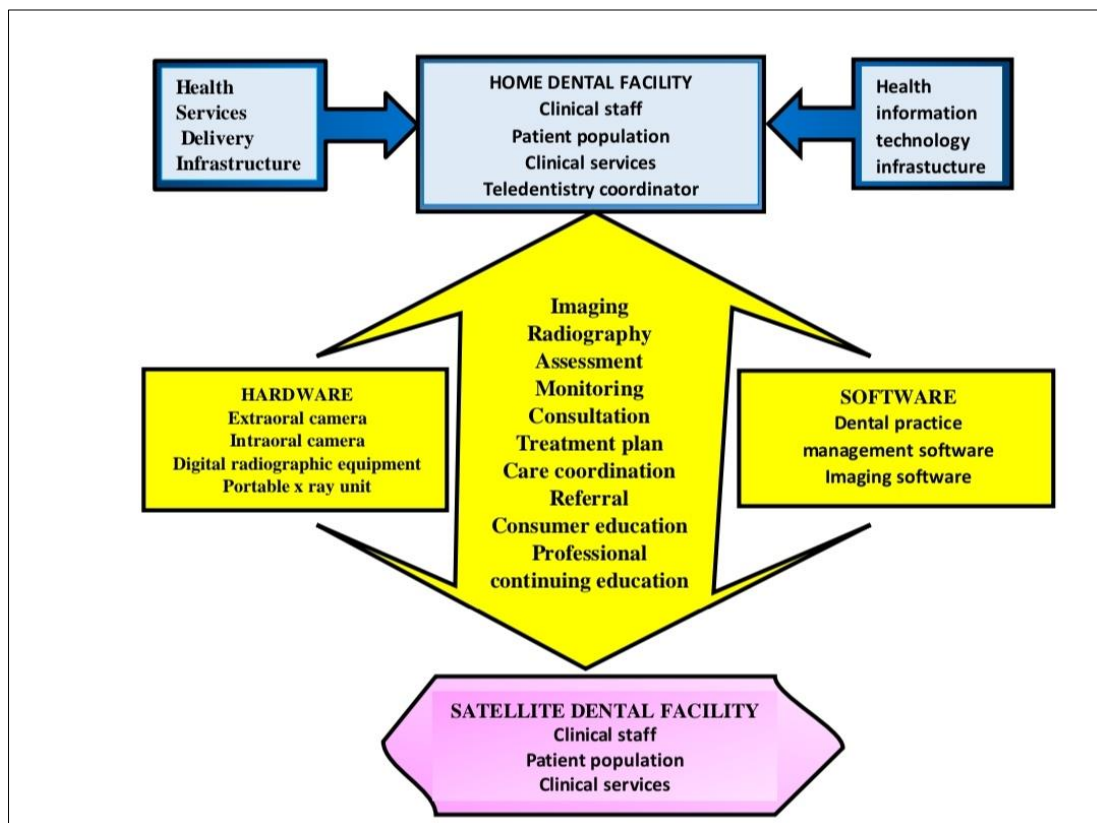 Health
Services
Delivery
Infrastructure
HOME DENTAL FACILITY
Clinical staff
Patient population
Clinical services
Teledentistry coordinator
Health
information
technology
infrastucture
Imaging
Radiography
Assessment
Monitoring
Consultation
Treatment plan
Care coordination
Referral
Consumer education
Professional
continuing education
HARDWARE
Extraoral camera
Intraoral camera
Digital radiographic equipment
Portable x ray unit
SOFTWARE
Dental practice
management software
Imaging software
SATELLITE DENTAL FACILITY
Clinical staff
Patient population
Clinical services